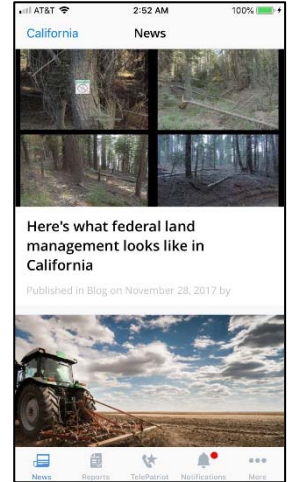 AT&T 2:52 AM 100%
California News
Here's what federal land
management looks like in
California
Published in Blog on November 28, 2017 by
News Reports TelePatriot Notifications More